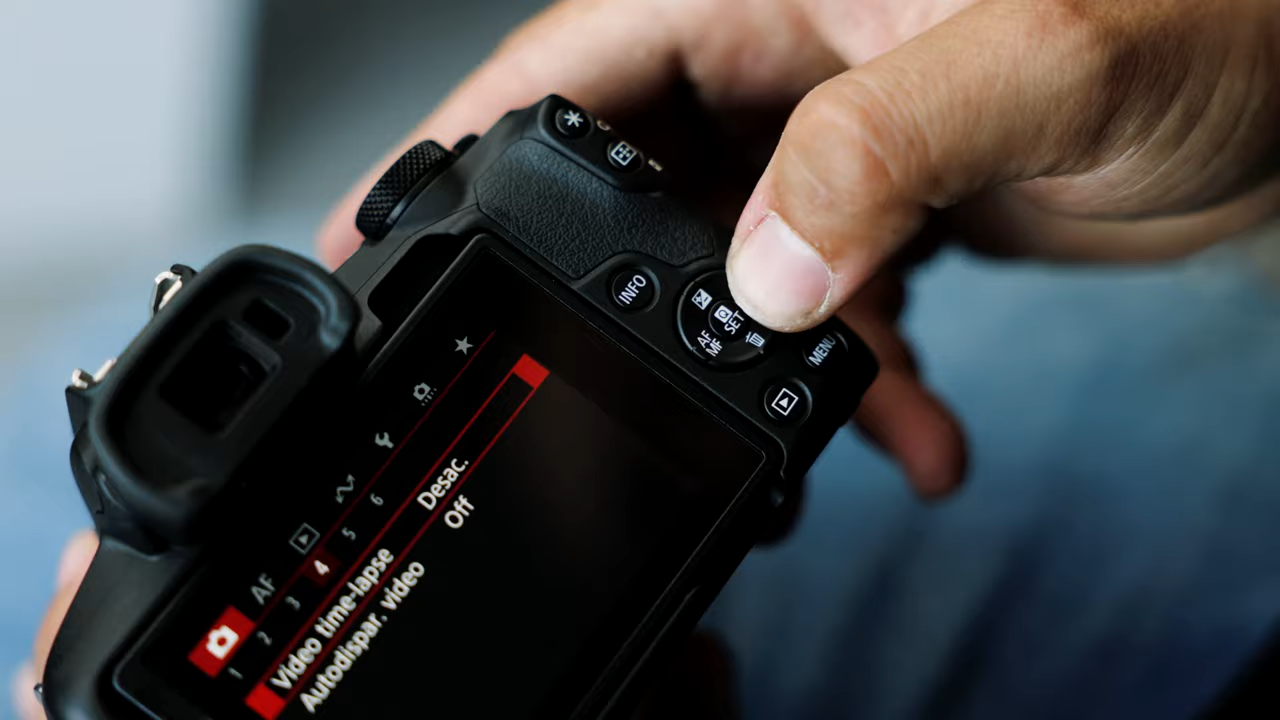 INFO
SET
AF
MF
MENU
AF
1 2 3 4 5 6
Video time-lapse Desac.
Autodispar. video Off